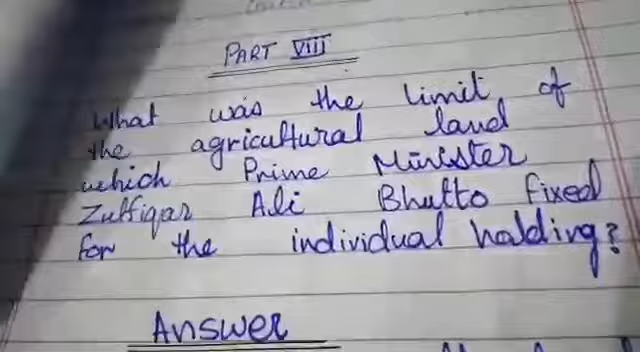 PART VIII
What was the limit of
the agricultural land
which Prime Minister
Zulfiqar Ali Bhutto fixed
for the individual holding?
Answer